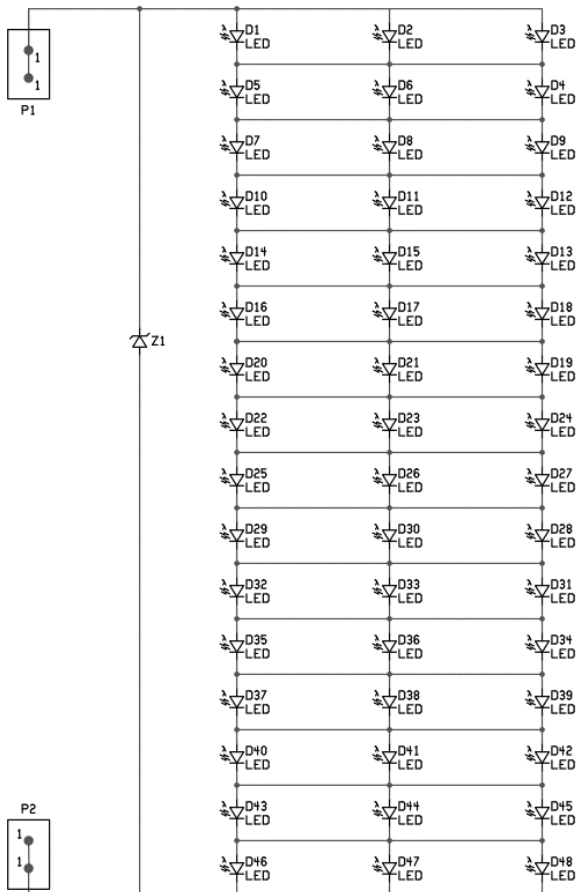 D1 D2 D3
LED LED LED
1
1
P1
D5 D6 D4
LED LED LED
D7 D8 D9
LED LED LED
D10 D11 D12
LED LED LED
D14 D15 D13
LED LED LED
D16 D17 D18
LED LED LED
Z1
D20 D21 D19
LED LED LED
D22 D23 D24
LED LED LED
D25 D26 D27
LED LED LED
D29 D30 D28
LED LED LED
D32 D33 D31
LED LED LED
D35 D36 D34
LED LED LED
D37 D38 D39
LED LED LED
D40 D41 D42
LED LED LED
P2
D43 D44 D45
LED LED LED
1
1
D46 D47 D48
LED LED LED